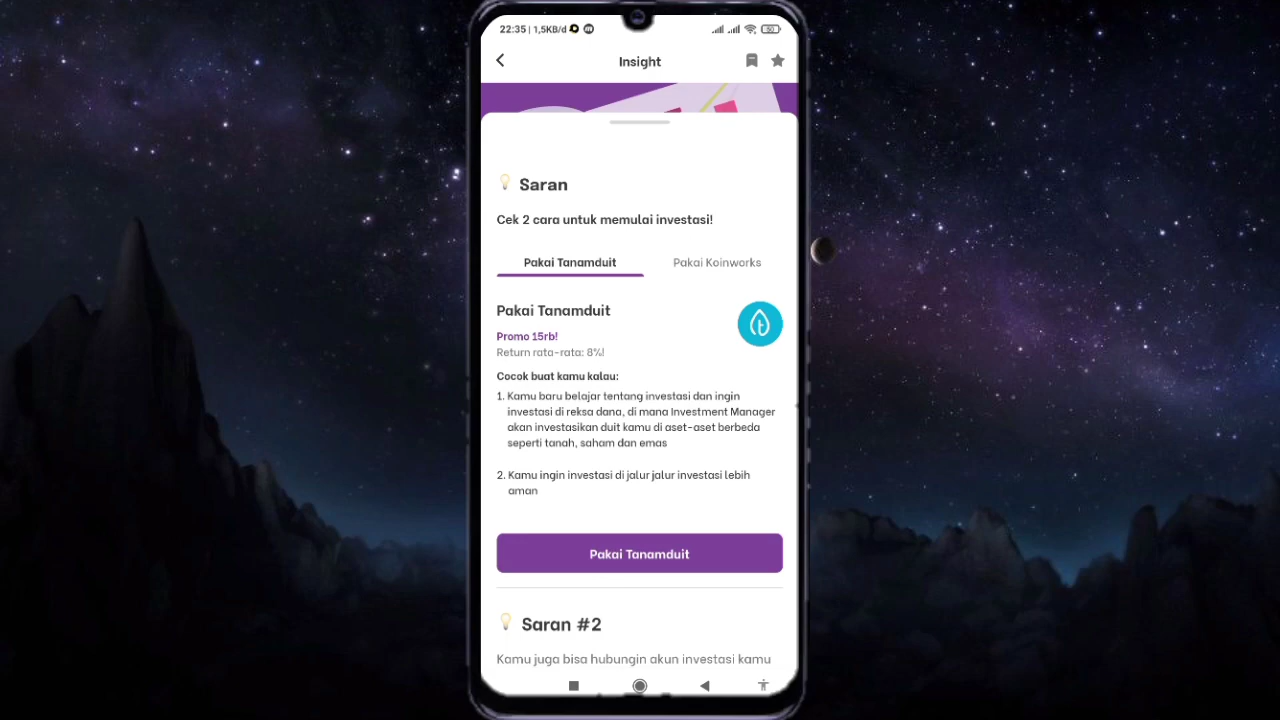 22:35 | 1,5KB/d
Insight
Saran
Cek 2 cara untuk memulai investasi!
Pakai Tanamduit Pakai Koinworks
Pakai Tanamduit
Promo 15rb!
Return rata-rata: 8%!
Cocok buat kamu kalau:
1. Kamu baru belajar tentang investasi dan ingin
investasi di reksa dana, di mana Investment Manager
akan investasikan duit kamu di aset-aset berbeda
seperti tanah, saham dan emas
2. Kamu ingin investasi di jalur jalur investasi lebih
aman
Pakai Tanamduit
Saran #2
Kamu juga bisa hubungin akun investasi kamu